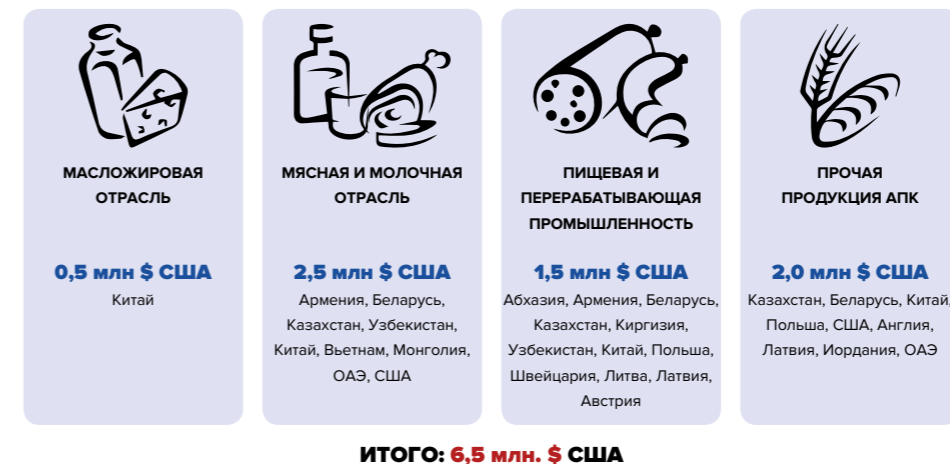 МАСЛОЖИРОВАЯ
ОТРАСЛЬ
0,5 млн $ США
Китай
МЯСНАЯ И МОЛОЧНАЯ
ОТРАСЛЬ
2,5 млн $ США
Армения, Беларусь,
Казахстан, Узбекистан,
Китай, Вьетнам, Монголия,
ОАЭ, США
ПИЩЕВАЯ И
ПЕРЕРАБАТЫВАЮЩАЯ
ПРОМЫШЛЕННОСТЬ
1,5 млн $ США
Абхазия, Армения, Беларусь,
Казахстан, Киргизия,
Узбекистан, Китай, Польша,
Швейцария, Литва, Латвия,
Австрия
ПРОЧАЯ
ПРОДУКЦИЯ АПК
2,0 млн $ США
Казахстан, Беларусь, Китай,
Польша, США, Англия,
Латвия, Иордания, ОАЭ
ИТОГО: 6,5 млн. $ США